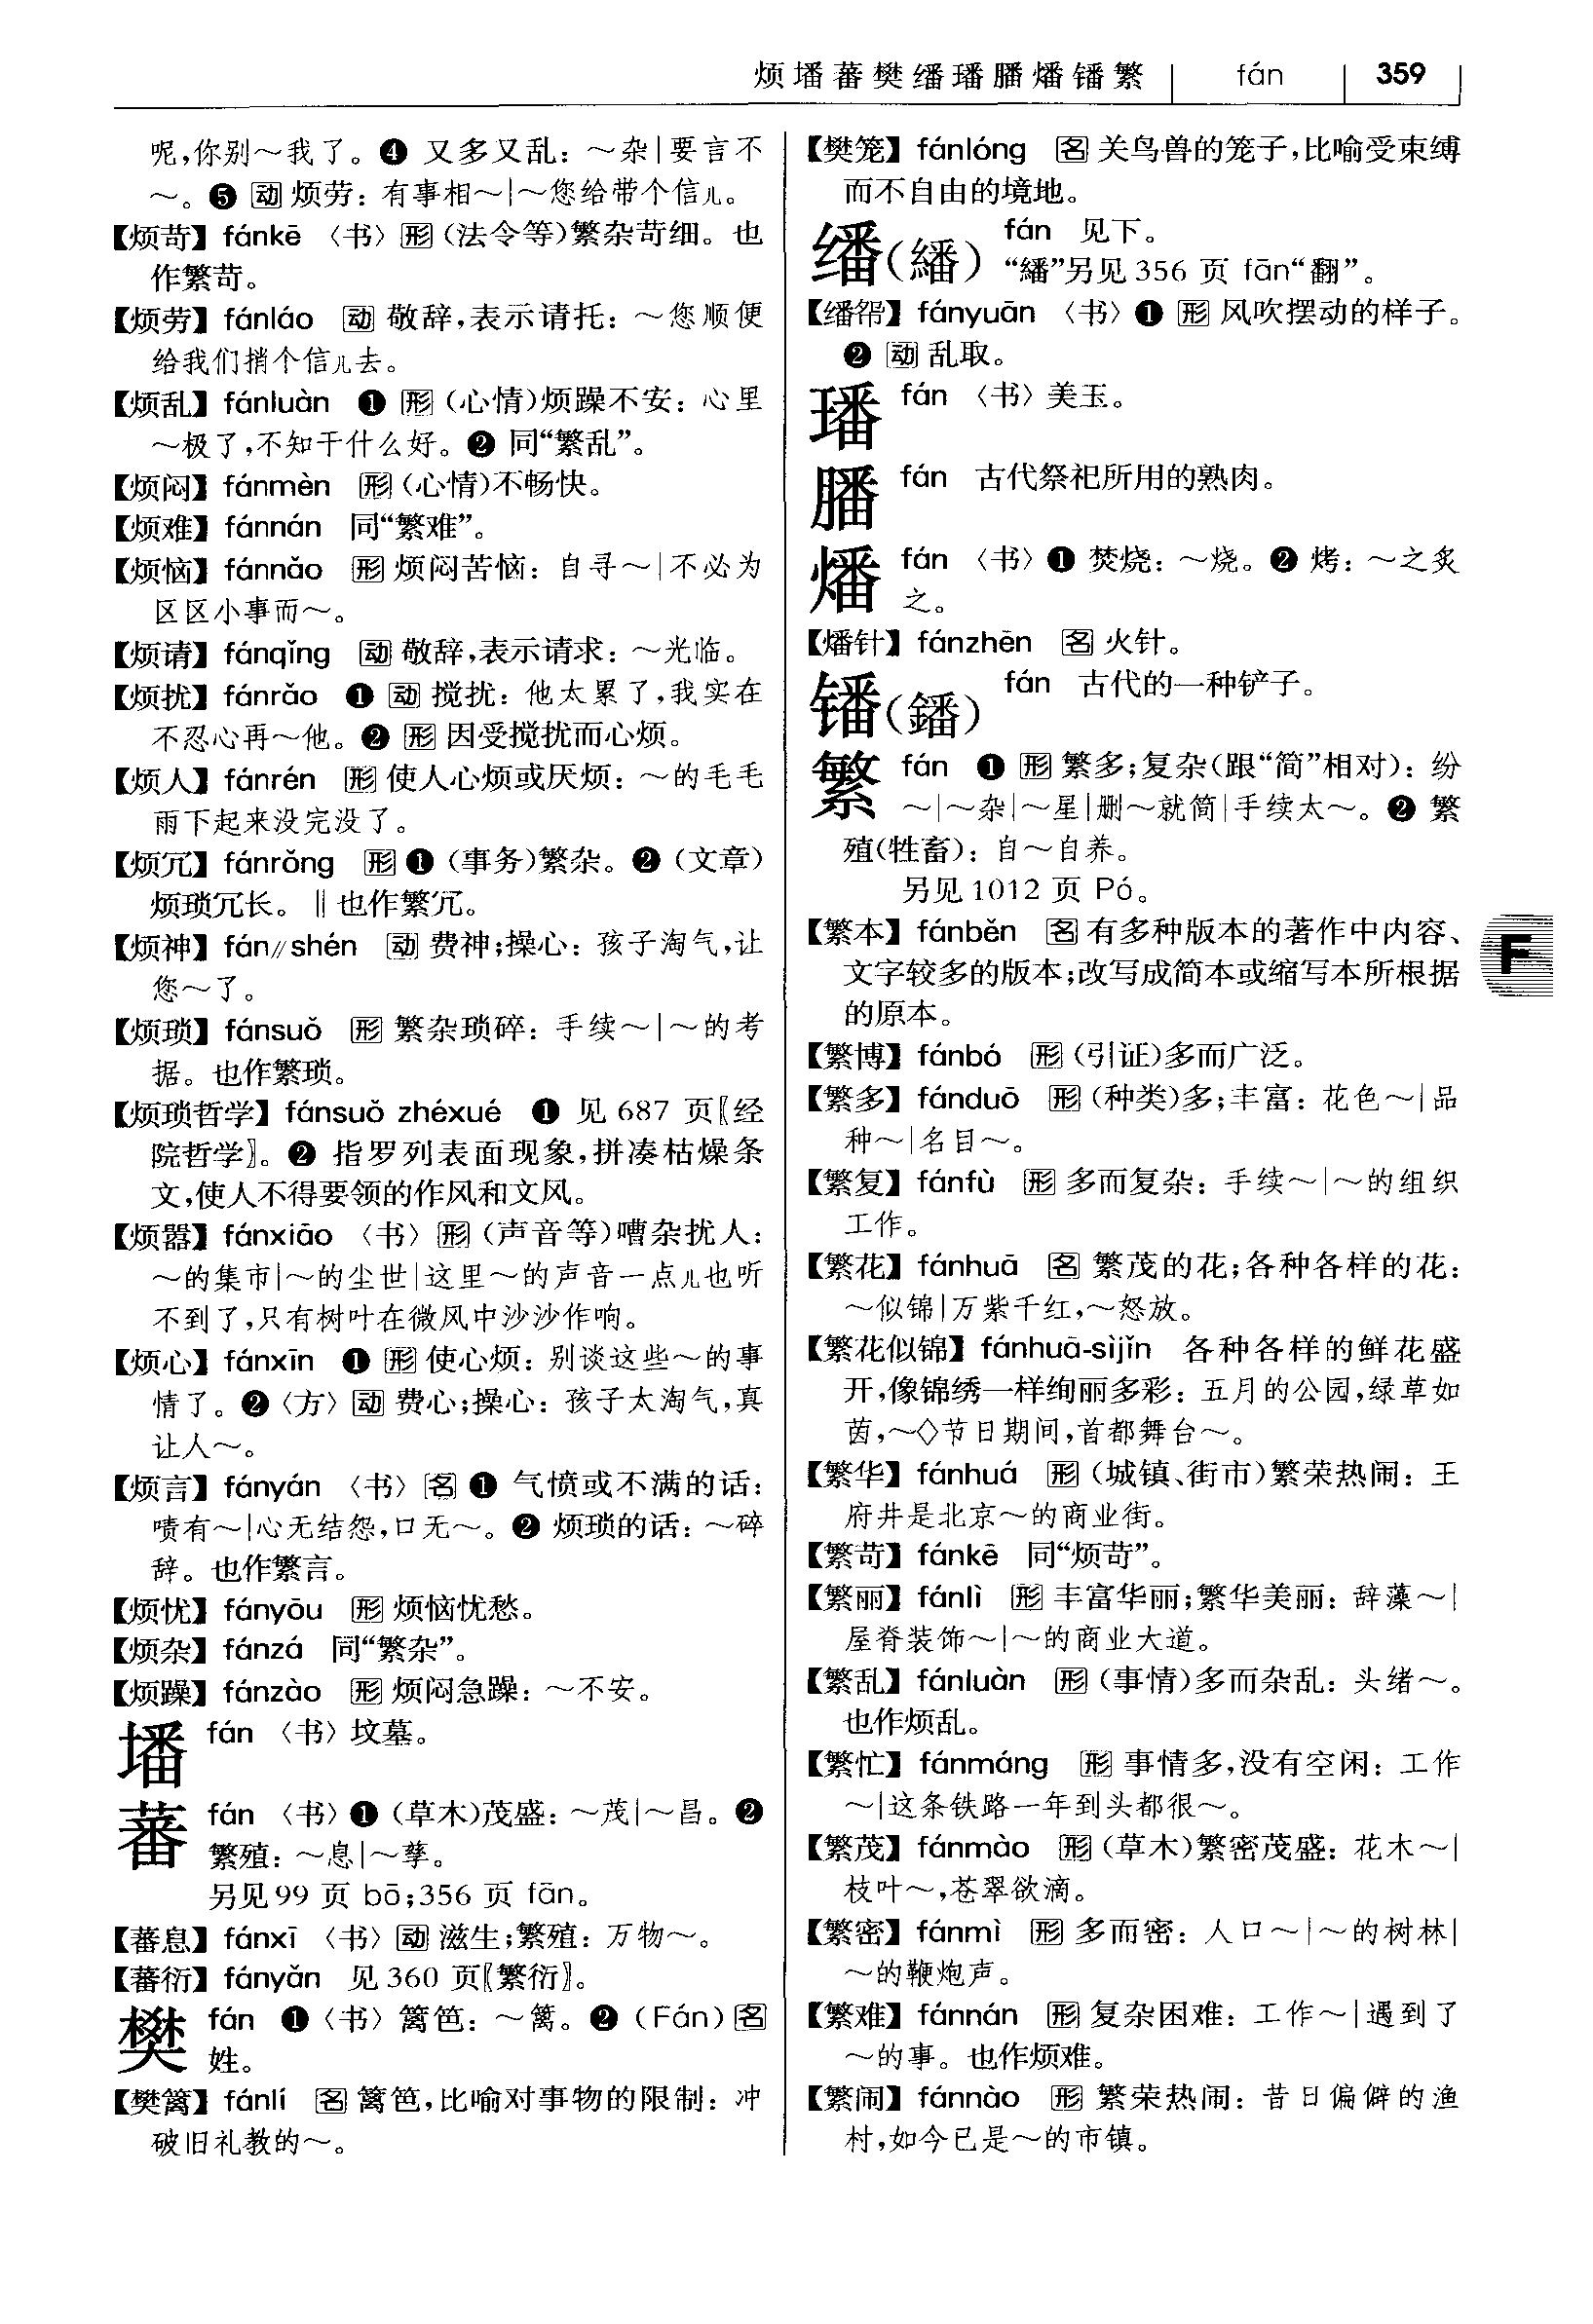 烦墦蕃樊繙璠膰燔镭繁 fán 359
呢，你别～我了。❹ 又多又乱：～杂|要言不
～。❺ 动 烦劳：有事相～|～您给带个信儿。
【烦苛】fánkē 〈书〉形（法令等）繁杂苛细。也
作繁苛。
【烦劳】fánláo 动 敬辞，表示请托：～您顺便
给我们捎个信儿去。
【烦乱】fánluàn ❶ 形（心情）烦躁不安：心里
～极了，不知干什么好。❷ 同“繁乱”。
【烦闷】fánmèn 形（心情）不畅快。
【烦难】fánnán 同“繁难”。
【烦恼】fánnǎo 形 烦闷苦恼：自寻～|不必为
区区小事而～。
【烦请】fánqǐng 动 敬辞，表示请求：～光临。
【烦扰】fánrǎo ❶ 动 搅扰：他太累了，我实在
不忍心再～他。❷ 形 因受搅扰而心烦。
【烦人】fánrén 形 使人心烦或厌烦：～的毛毛
雨下起来没完没了。
【烦冗】fánrǒng 形 ❶（事务）繁杂。❷（文章）
烦琐冗长。‖也作繁冗。
【烦神】fán∥shén 动 费神；操心：孩子淘气，让
您～了。
【烦琐】fánsuǒ 形 繁杂琐碎：手续～|～的考
据。也作繁琐。
【烦琐哲学】fánsuǒ zhéxué ❶ 见 687 页〖经
院哲学〗。❷ 指罗列表面现象，拼凑枯燥条
文，使人不得要领的作风和文风。
【烦嚣】fánxiāo 〈书〉形（声音等）嘈杂扰人：
～的集市|～的尘世|这里～的声音一点儿也听
不到了，只有树叶在微风中沙沙作响。
【烦心】fánxīn ❶ 形 使心烦：别谈这些～的事
情了。❷〈方〉动 费心；操心：孩子太淘气，真
让人～。
【烦言】fányán 〈书〉名 ❶ 气愤或不满的话：
啧有～|心无结怨，口无～。❷ 烦琐的话：～碎
辞。也作繁言。
【烦忧】fányōu 形 烦恼忧愁。
【烦杂】fánzá 同“繁杂”。
【烦躁】fánzào 形 烦闷急躁：～不安。
墦 fán 〈书〉坟墓。
蕃 fán 〈书〉❶（草木）茂盛：～茂|～昌。❷
繁殖：～息|～孳。
另见 99 页 bō；356 页 fān。
【蕃息】fánxī 〈书〉动 滋生；繁殖：万物～。
【蕃衍】fányǎn 见 360 页〖繁衍〗。
樊 fán ❶〈书〉篱笆：～篱。❷（Fán）名
姓。
【樊篱】fánlí 名 篱笆，比喻对事物的限制：冲
破旧礼教的～。
【樊笼】fánlóng 名 关鸟兽的笼子，比喻受束缚
而不自由的境地。
繙（繙） fán 见下。
“繙”另见 356 页 fān“翻”。
【繙帤】fányuān 〈书〉❶ 形 风吹摆动的样子。
❷ 动 乱取。
璠 fán 〈书〉美玉。
膰 fán 古代祭祀所用的熟肉。
燔 fán 〈书〉❶ 焚烧：～烧。❷ 烤：～之炙
之。
【燔针】fánzhēn 名 火针。
镭（鐇） fán 古代的一种铲子。
繁 fán ❶ 形 繁多；复杂（跟“简”相对）：纷
～|～杂|～星|删～就简|手续太～。❷ 繁
殖（牲畜）：自～自养。
另见 1012 页 Pó。
【繁本】fánběn 名 有多种版本的著作中内容、
文字较多的版本；改写成简本或缩写本所根据
的原本。
【繁博】fánbó 形（引证）多而广泛。
【繁多】fánduō 形（种类）多；丰富：花色～|品
种～|名目～。
【繁复】fánfù 形 多而复杂：手续～|～的组织
工作。
【繁花】fánhuā 名 繁茂的花；各种各样的花：
～似锦|万紫千红，～怒放。
【繁花似锦】fánhuā-sìjǐn 各种各样的鲜花盛
开，像锦绣一样绚丽多彩：五月的公园，绿草如
茵，～◇节日期间，首都舞台～。
【繁华】fánhuá 形（城镇、街市）繁荣热闹：王
府井是北京～的商业街。
【繁苛】fánkē 同“烦苛”。
【繁丽】fánlì 形 丰富华丽；繁华美丽：辞藻～|
屋脊装饰～|～的商业大道。
【繁乱】fánluàn 形（事情）多而杂乱：头绪～。
也作烦乱。
【繁忙】fánmáng 形 事情多，没有空闲：工作
～|这条铁路一年到头都很～。
【繁茂】fánmào 形（草木）繁密茂盛：花木～|
枝叶～，苍翠欲滴。
【繁密】fánmì 形 多而密：人口～|～的树林|
～的鞭炮声。
【繁难】fánnán 形 复杂困难：工作～|遇到了
～的事。也作烦难。
【繁闹】fánnào 形 繁荣热闹：昔日偏僻的渔
村，如今已是～的市镇。
F